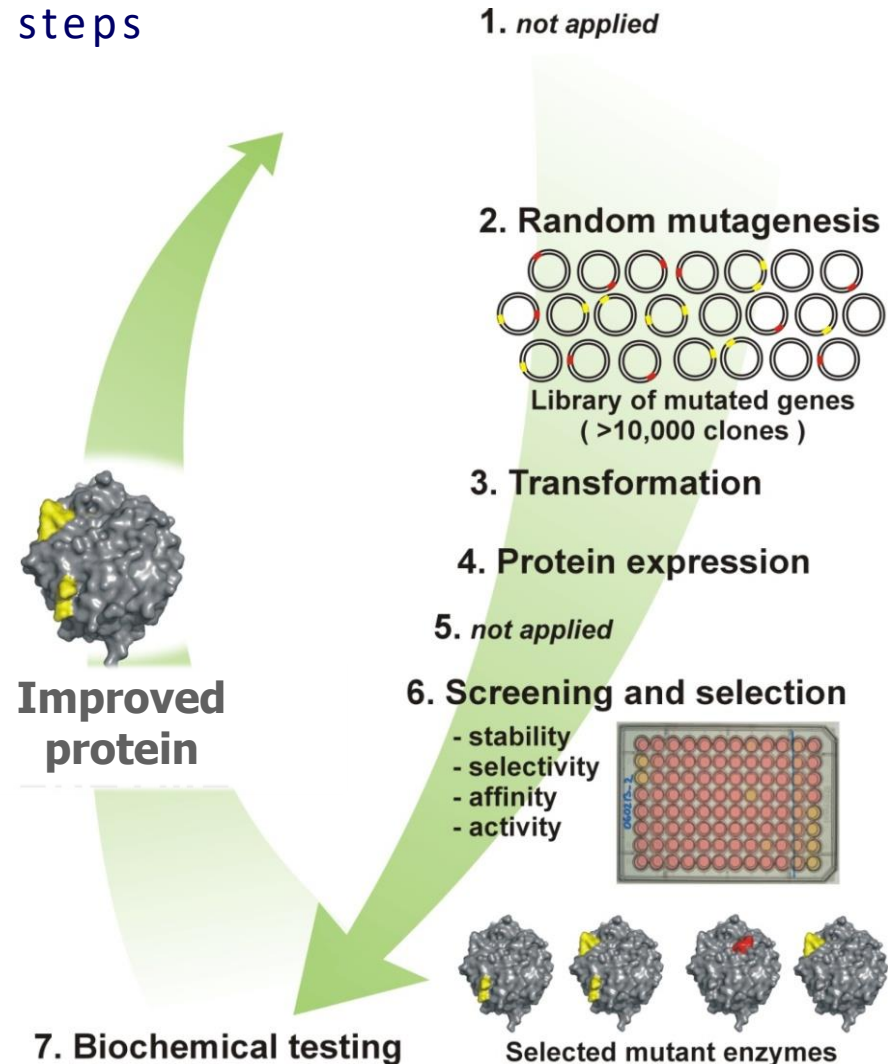 steps
1. not applied
2. Random mutagenesis
Library of mutated genes
( >10,000 clones )
3. Transformation
4. Protein expression
5. not applied
6. Screening and selection
- stability
- selectivity
- affinity
- activity
Improved
protein
Selected mutant enzymes
7. Biochemical testing